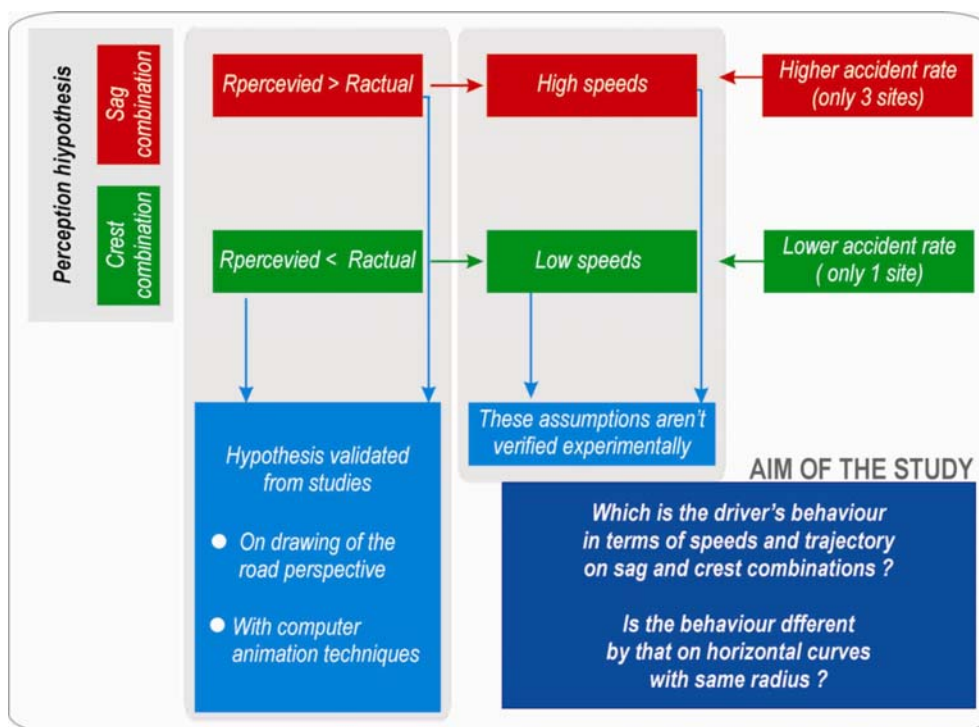 Perception hiypothesis
Sag
combination
Crest
combination
Rpercevied > Ractual
High speeds
Higher accident rate
(only 3 sites)
Rpercevied < Ractual
Low speeds
Lower accident rate
( only 1 site)
Hypothesis validated
from studies
On drawing of the
road perspective
With computer
animation techniques
These assumptions aren't
verified experimentally
AIM OF THE STUDY
Which is the driver's behaviour
in terms of speeds and trajectory
on sag and crest combinations ?
Is the behaviour dfferent
by that on horizontal curves
with same radius ?